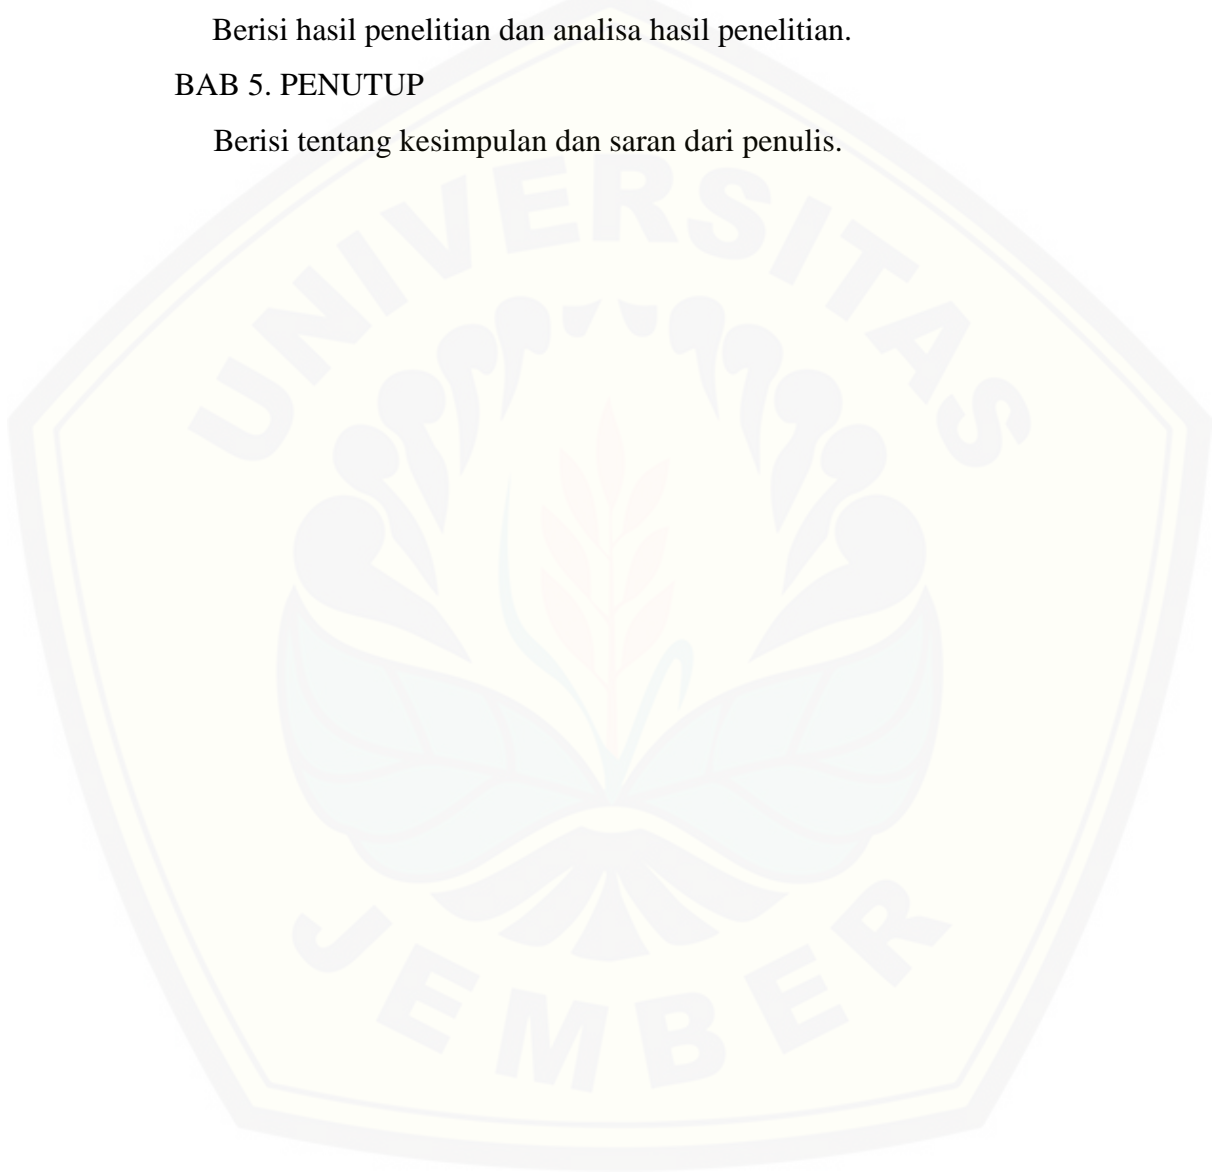 Berisi hasil penelitian dan analisa hasil penelitian.
BAB 5. PENUTUP
Berisi tentang kesimpulan dan saran dari penulis.
UNIVERSITAS
JEMBER